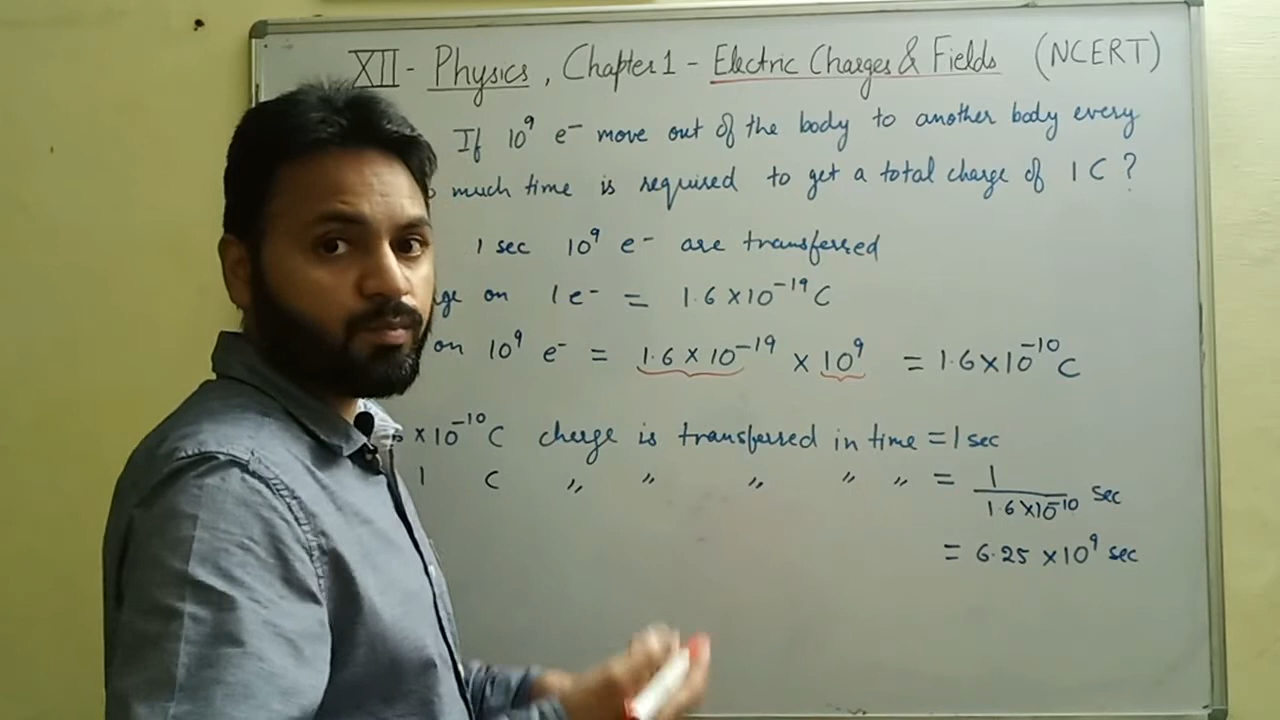 XII - Physics, Chapter 1 - Electric Charges & Fields (NCERT)
If 10⁹ e⁻ move out of the body to another body every
much time is required to get a total charge of 1 C ?
1 sec 10⁹ e⁻ are transferred
on 1 e⁻ = 1.6 × 10⁻¹⁹ C
on 10⁹ e⁻ = 1.6 × 10⁻¹⁹ × 10⁹ = 1.6 × 10⁻¹⁰ C
× 10⁻¹⁰ C charge is transferred in time = 1 sec
1 C " " " " " = 1/1.6×10⁻¹⁰ sec
= 6.25 × 10⁹ sec